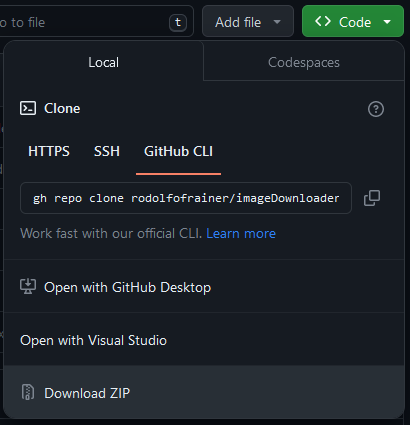 o to file t Add file Code
Local Codespaces
Clone
HTTPS SSH GitHub CLI
gh repo clone rodolfofrainer/imageDownloader
Work fast with our official CLI. Learn more
Open with GitHub Desktop
Open with Visual Studio
Download ZIP